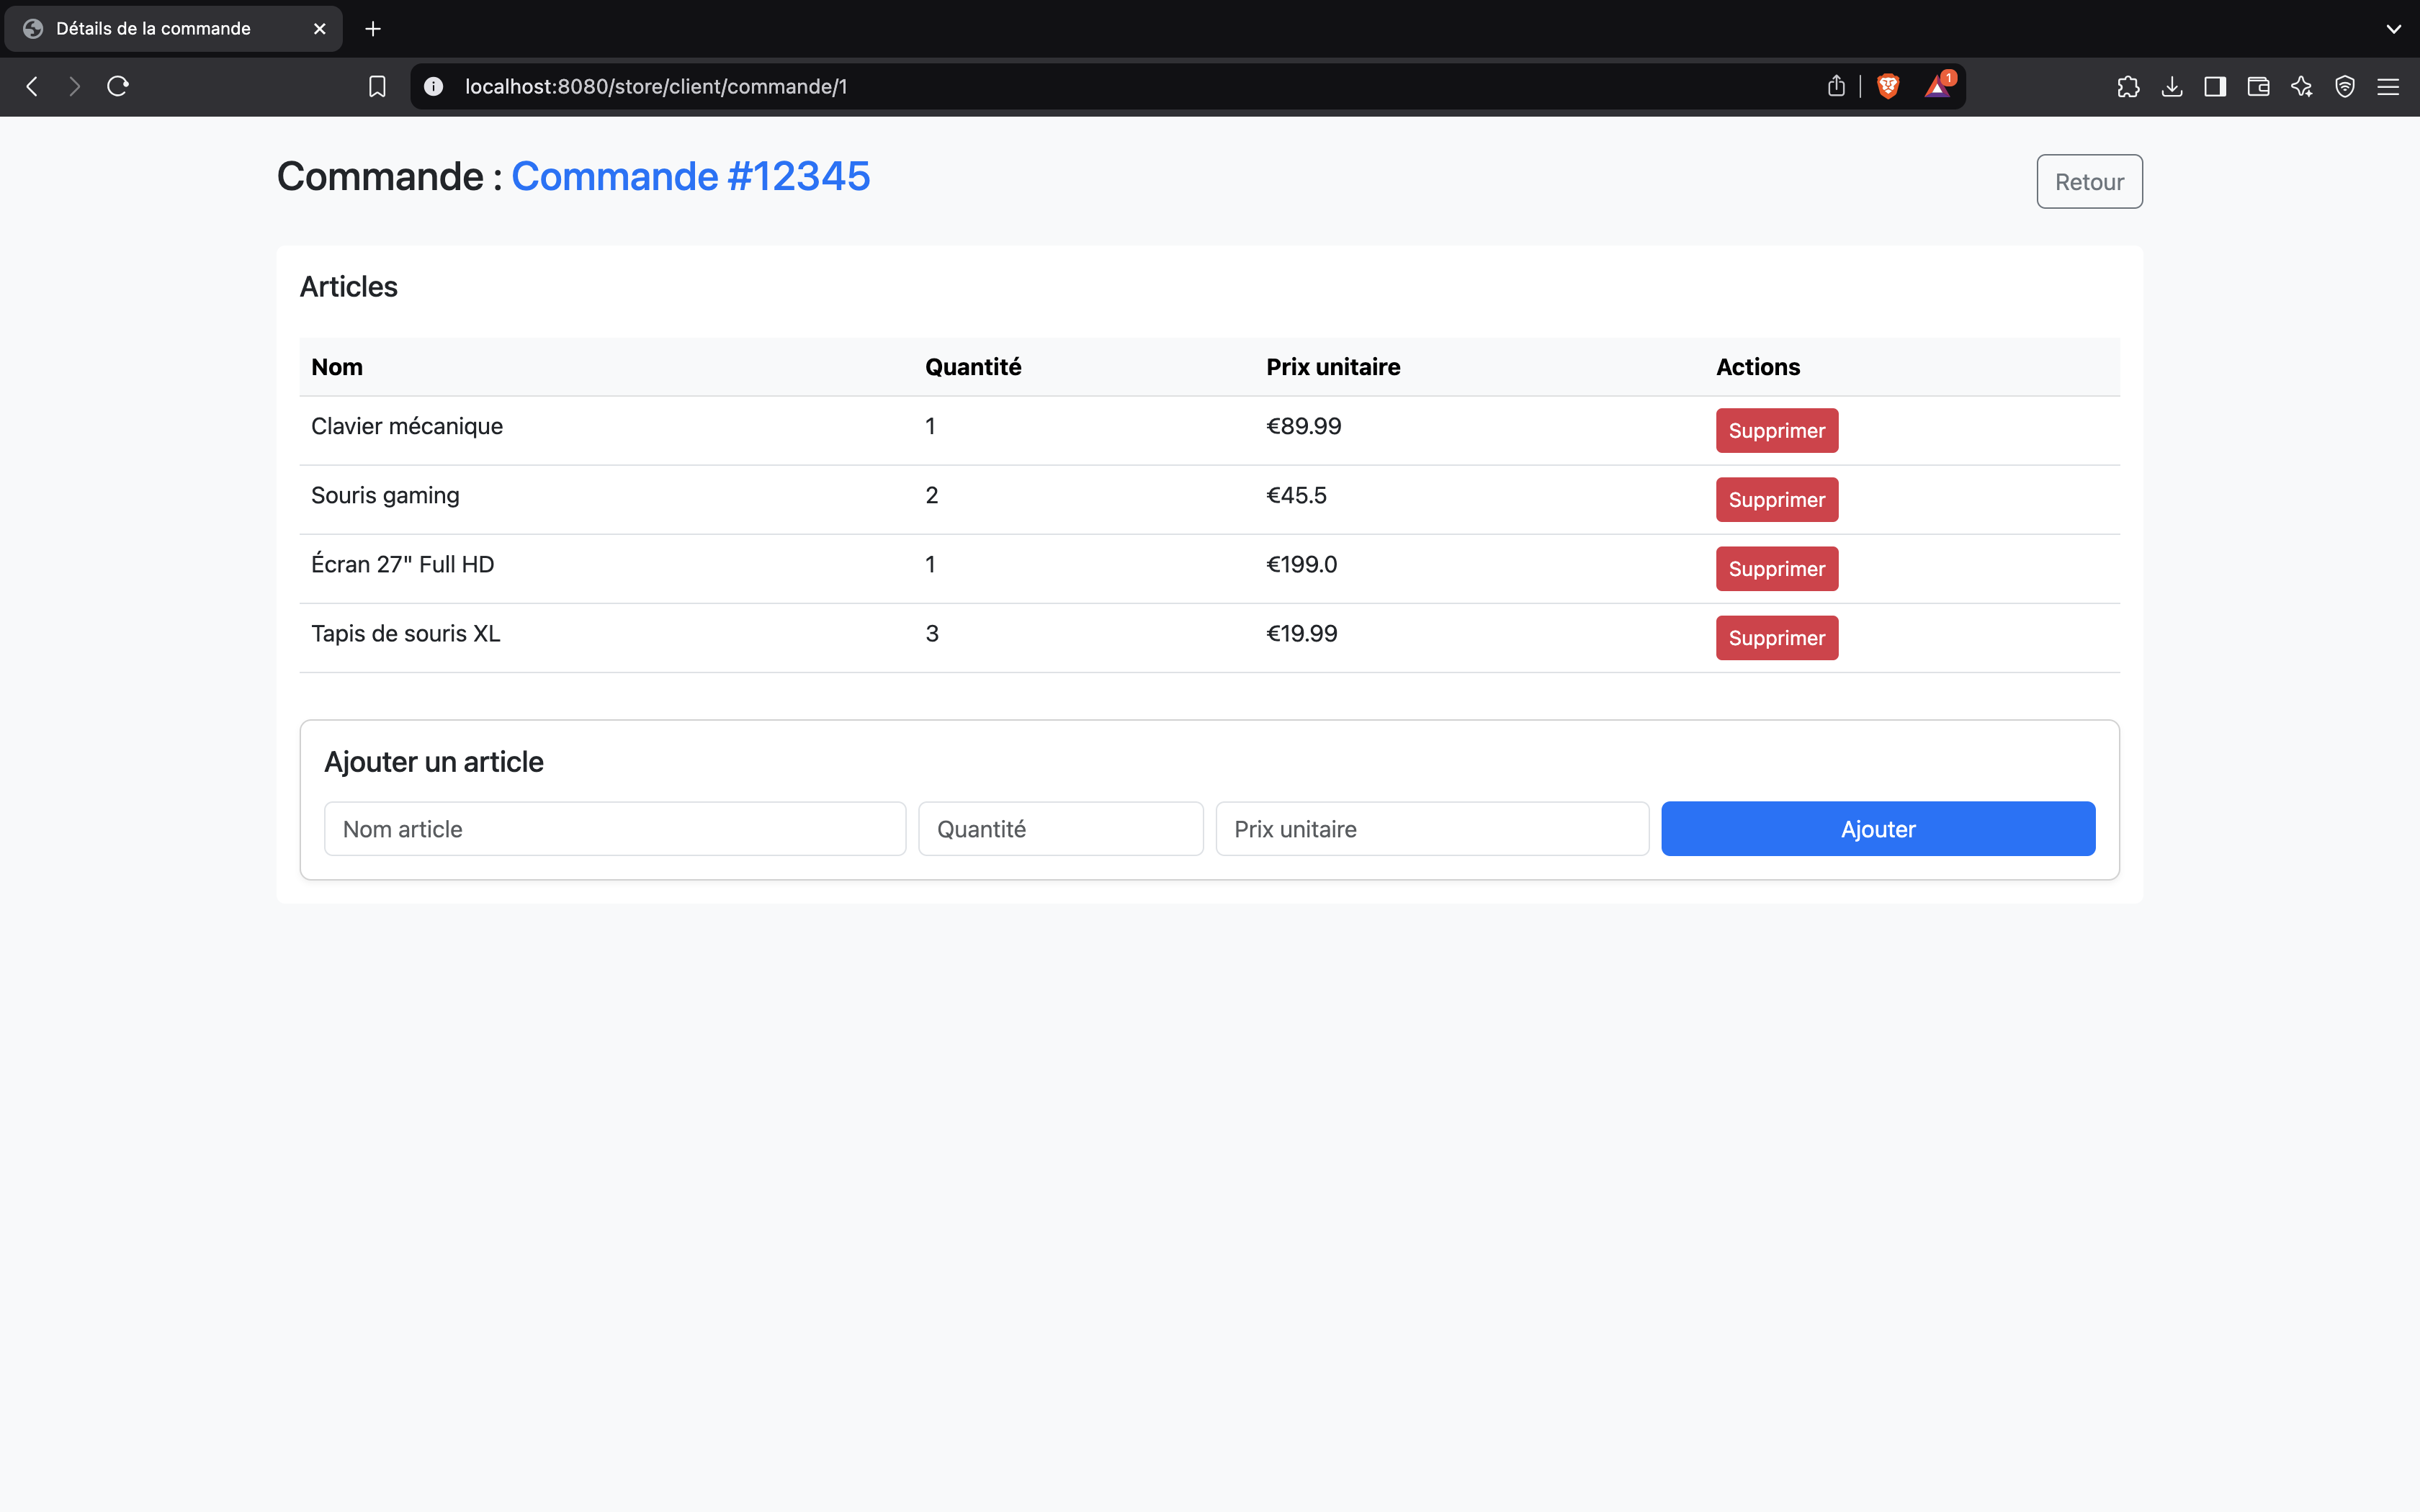 Détails de la commande
localhost:8080/store/client/commande/1
1
Commande : Commande #12345
Retour
Articles
Nom Quantité Prix unitaire Actions
Clavier mécanique 1 €89.99 Supprimer
Souris gaming 2 €45.5 Supprimer
Écran 27" Full HD 1 €199.0 Supprimer
Tapis de souris XL 3 €19.99 Supprimer
Ajouter un article
Nom article Quantité Prix unitaire Ajouter